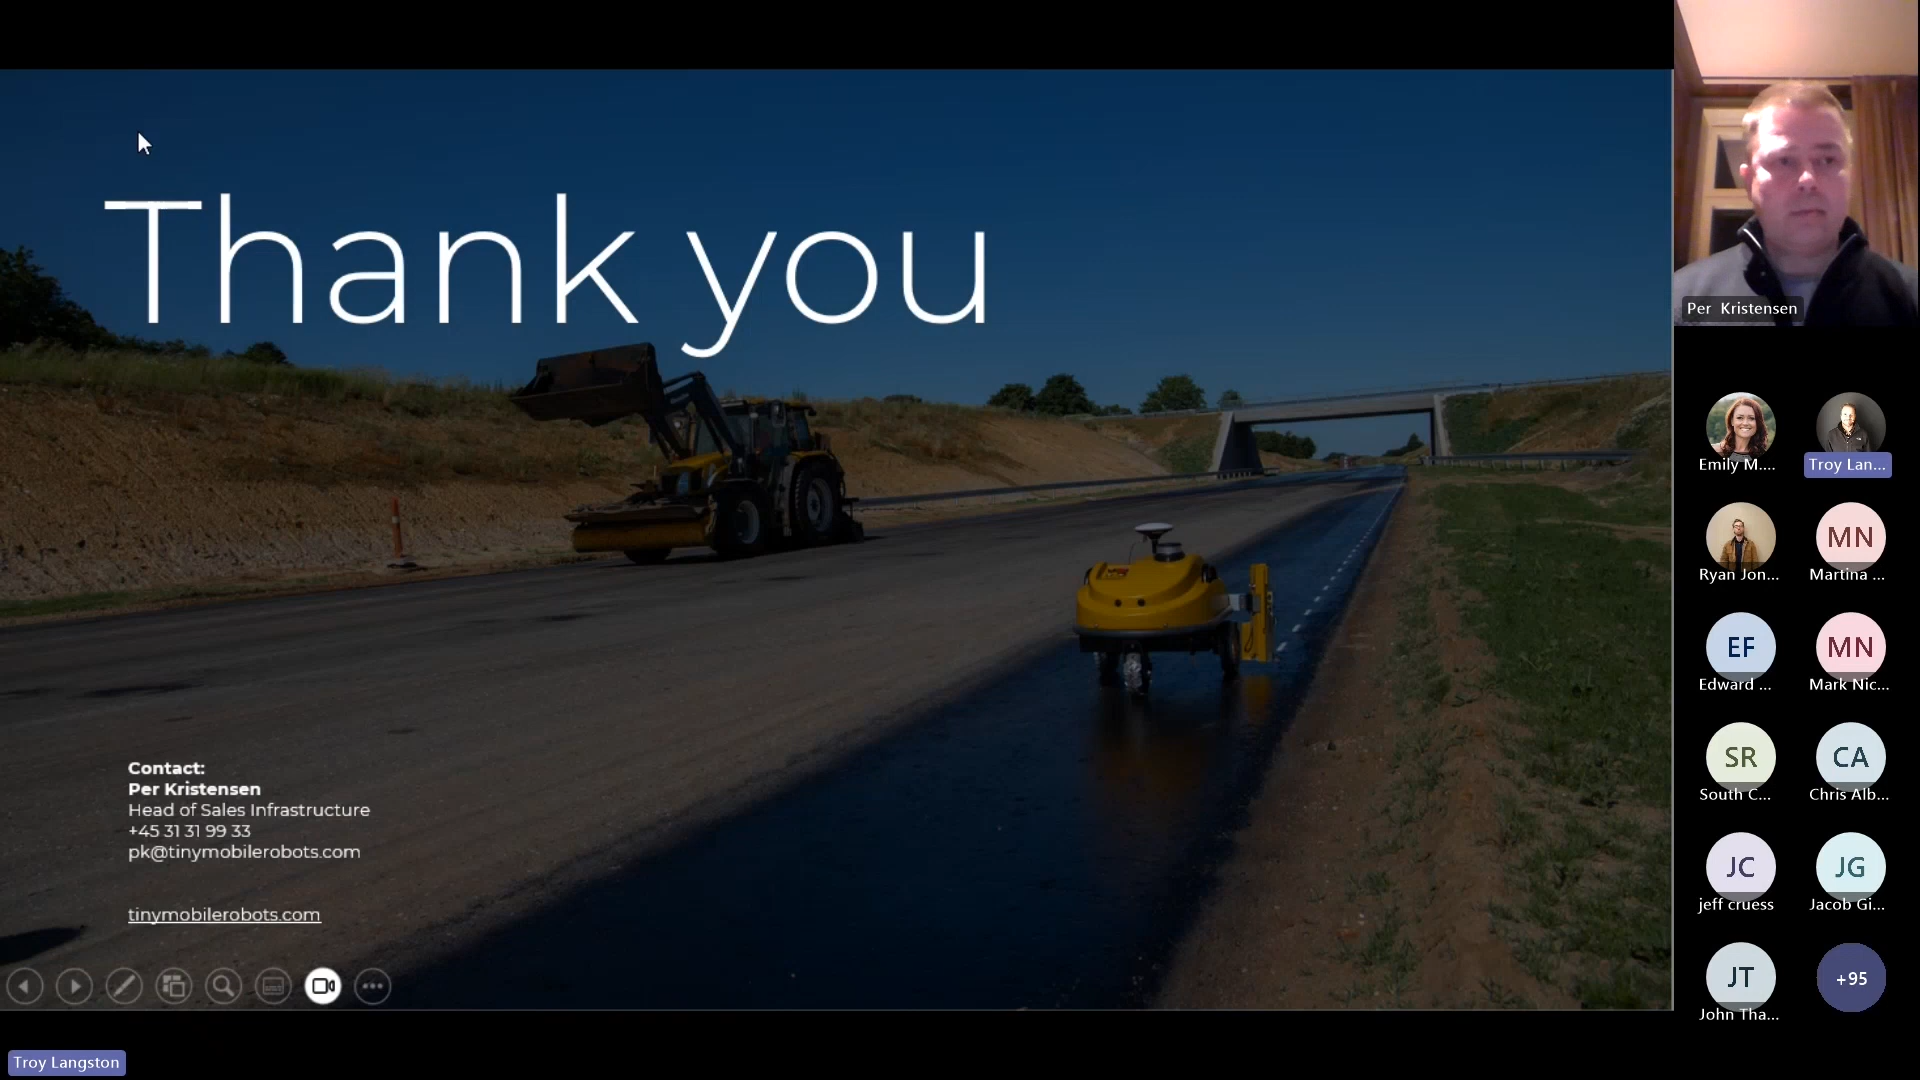 Thank you
Contact:
Per Kristensen
Head of Sales Infrastructure
+45 31 31 99 33
pk@tinymobilerobots.com
tinymobilerobots.com
Troy Langston
Per Kristensen
Emily M....
Troy Lan...
Ryan Jon...
MN
Martina ...
EF
Edward ...
MN
Mark Nic...
SR
South C...
CA
Chris Alb...
JC
jeff cruess
JG
Jacob Gi...
JT
John Tha...
+95